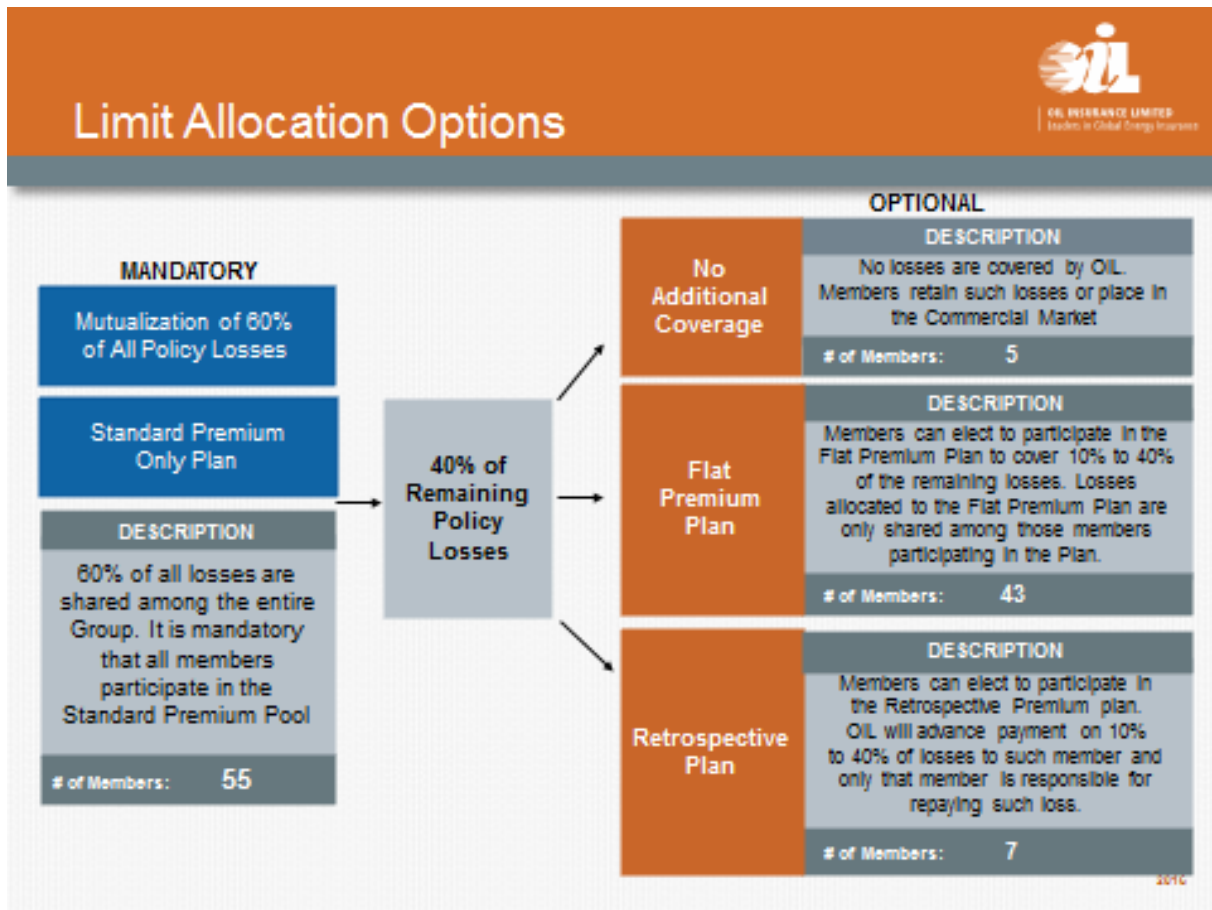 OIL
OIL INSURANCE LIMITED
Leaders in Global Energy Insurance
Limit Allocation Options
MANDATORY
Mutualization of 60%
of All Policy Losses
Standard Premium
Only Plan
DESCRIPTION
60% of all losses are
shared among the entire
Group. It is mandatory
that all members
participate in the
Standard Premium Pool
# of Members: 55
40% of
Remaining
Policy
Losses
OPTIONAL
No
Additional
Coverage
DESCRIPTION
No losses are covered by OIL.
Members retain such losses or place in
the Commercial Market
# of Members: 5
Flat
Premium
Plan
DESCRIPTION
Members can elect to participate in the
Flat Premium Plan to cover 10% to 40%
of the remaining losses. Losses
allocated to the Flat Premium Plan are
only shared among those members
participating in the Plan.
# of Members: 43
Retrospective
Plan
DESCRIPTION
Members can elect to participate in
the Retrospective Premium plan.
OIL will advance payment on 10%
to 40% of losses to such member and
only that member is responsible for
repaying such loss.
# of Members: 7